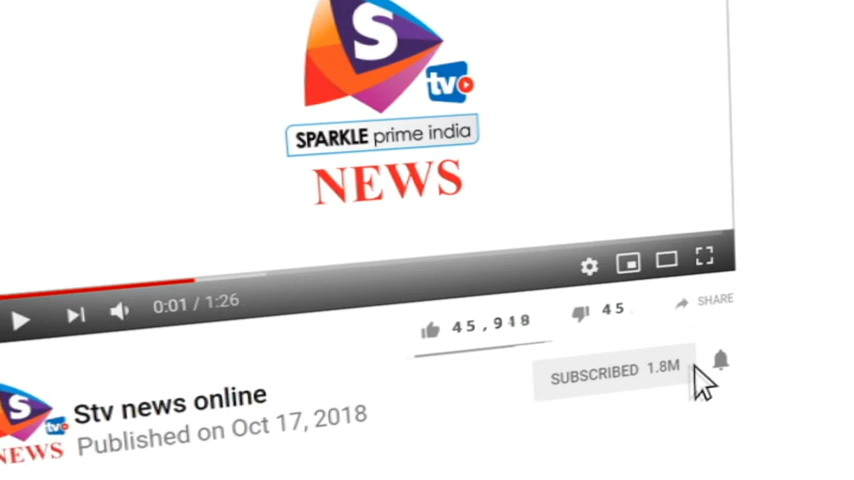 S
tv
SPARKLE prime india
NEWS
0:01 / 1:26
45,948
45
SHARE
SUBSCRIBED 1.8M
S
tv
NEWS
Stv news online
Published on Oct 17, 2018